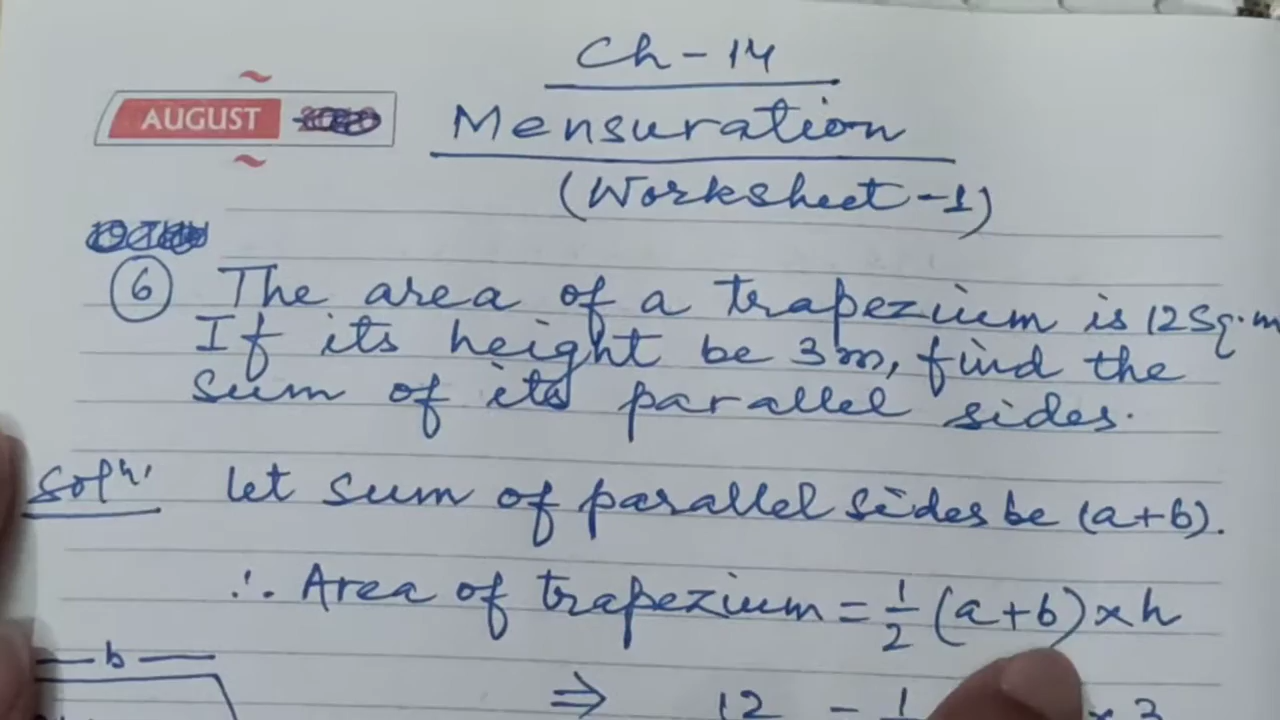 Ch - 14
AUGUST
Mensuration
(Worksheet -1)
6 The area of a trapezium is 12 Sq. m
If its height be 3m, find the
sum of its parallel sides.
Solⁿ. let sum of parallel sides be (a+b).
∴ Area of trapezium = 1/2 (a+b) × h
b
⇒ 12 = 1 × 3